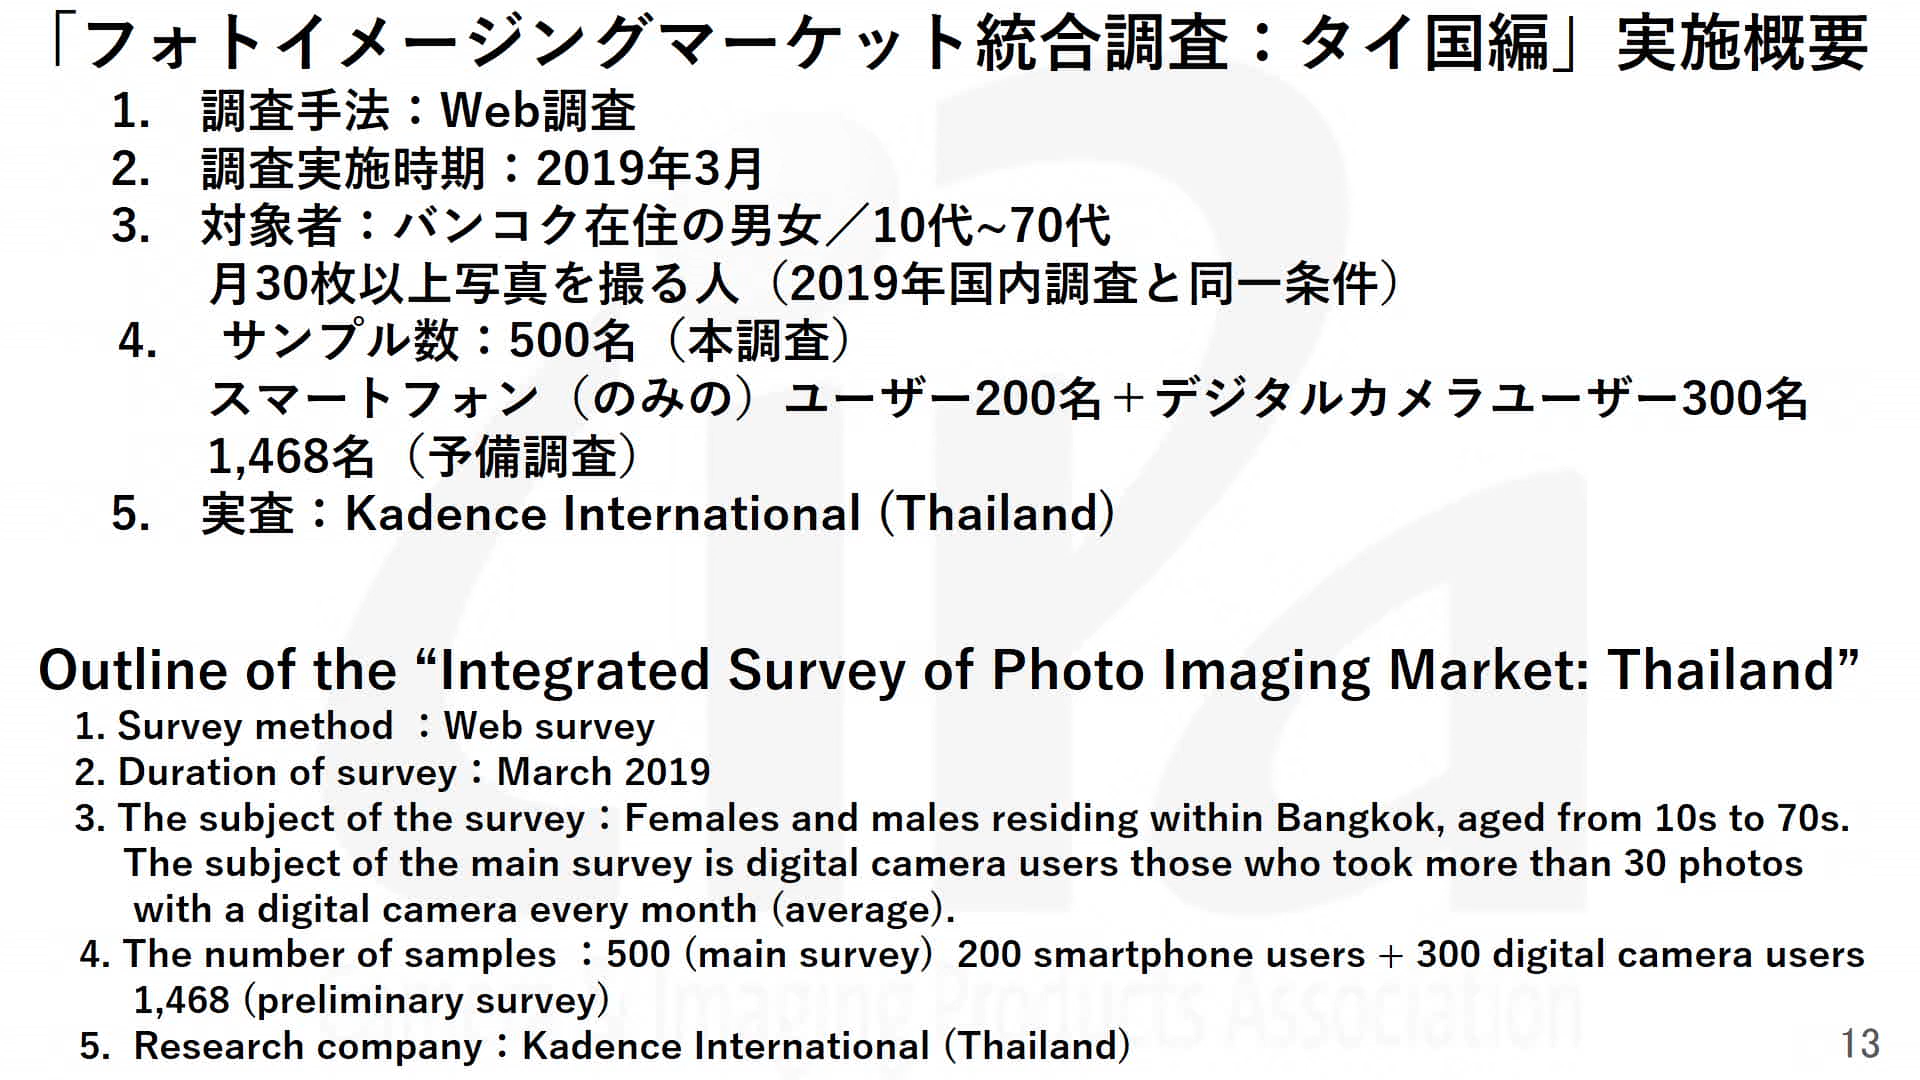 「フォトイメージングマーケット統合調査：タイ国編」実施概要
1. 調査手法：Web調査
2. 調査実施時期：2019年3月
3. 対象者：バンコク在住の男女／10代~70代
月30枚以上写真を撮る人（2019年国内調査と同一条件）
4. サンプル数：500名（本調査）
スマートフォン（のみの）ユーザー200名＋デジタルカメラユーザー300名
1,468名（予備調査）
5. 実査：Kadence International (Thailand)
Outline of the “Integrated Survey of Photo Imaging Market: Thailand”
1. Survey method ：Web survey
2. Duration of survey：March 2019
3. The subject of the survey：Females and males residing within Bangkok, aged from 10s to 70s.
The subject of the main survey is digital camera users those who took more than 30 photos
with a digital camera every month (average).
4. The number of samples ：500 (main survey) 200 smartphone users + 300 digital camera users
1,468 (preliminary survey)
5. Research company：Kadence International (Thailand)
cipa
Camera & Imaging Products Association
13